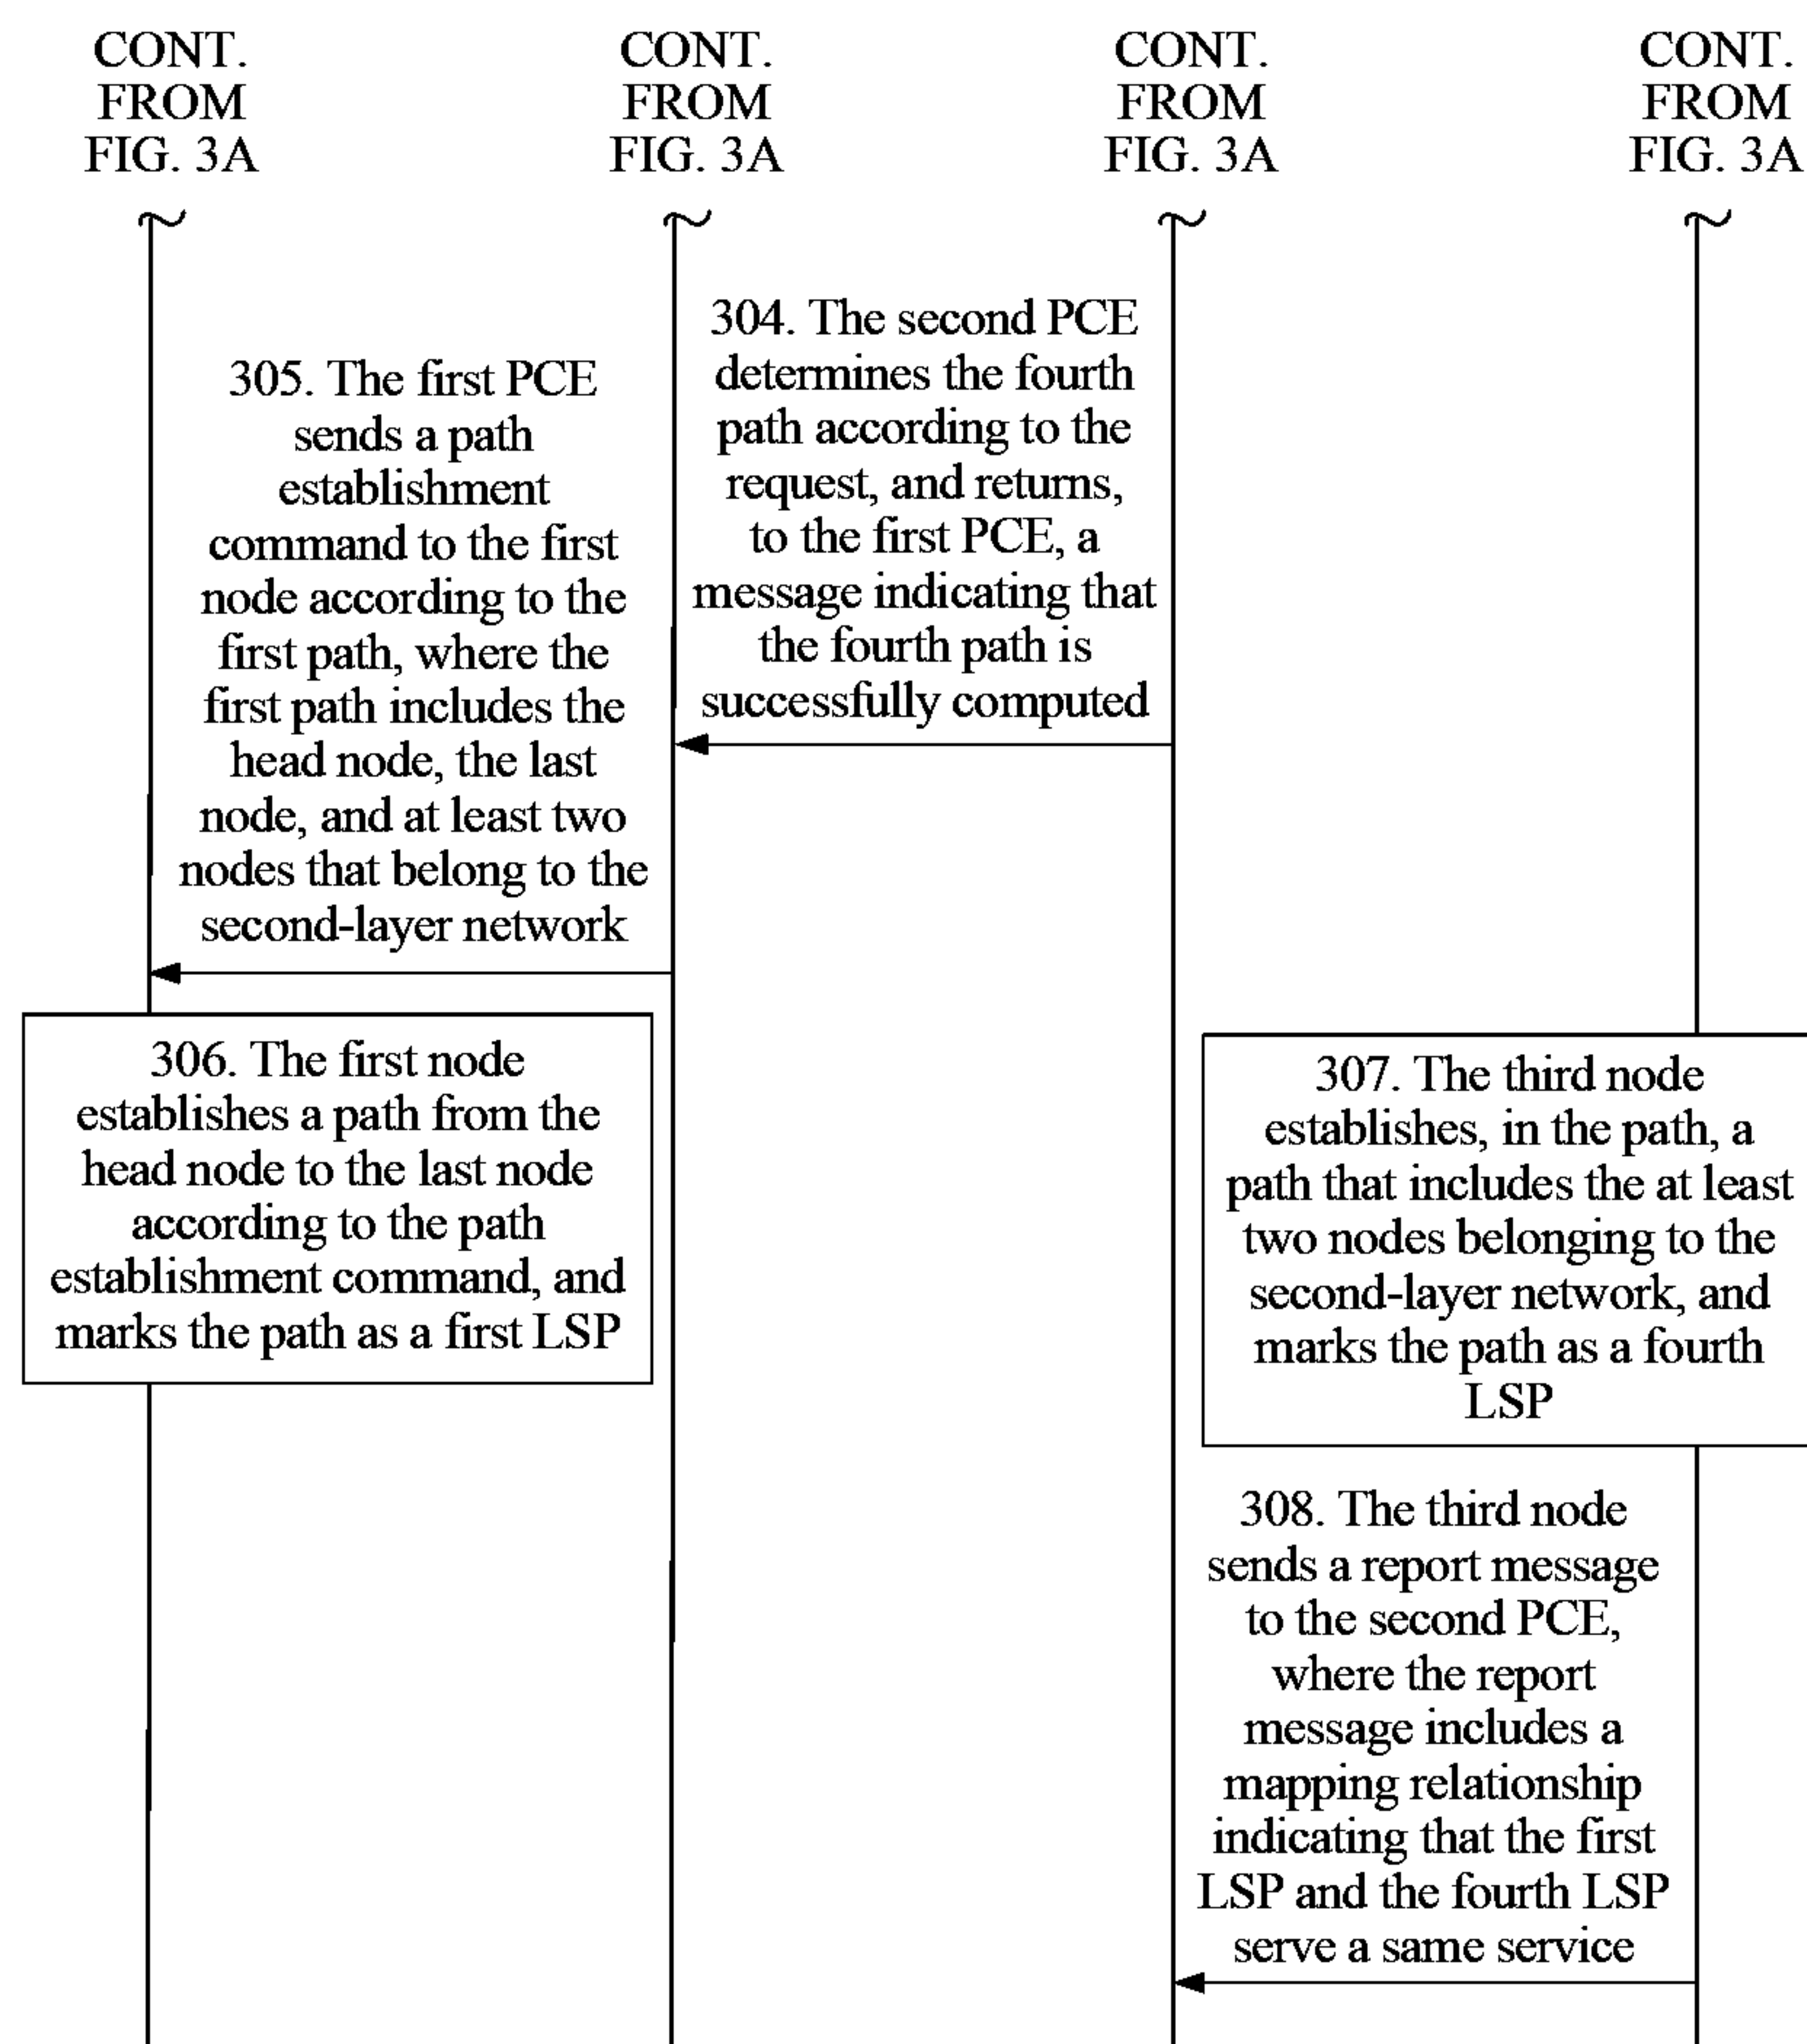 CONT.
FROM
FIG. 3A
CONT.
FROM
FIG. 3A
CONT.
FROM
FIG. 3A
CONT.
FROM
FIG. 3A
304. The second PCE
determines the fourth
path according to the
request, and returns,
to the first PCE, a
message indicating that
the fourth path is
successfully computed
305. The first PCE
sends a path
establishment
command to the first
node according to the
first path, where the
first path includes the
head node, the last
node, and at least two
nodes that belong to the
second-layer network
306. The first node
establishes a path from the
head node to the last node
according to the path
establishment command, and
marks the path as a first LSP
307. The third node
establishes, in the path, a
path that includes the at least
two nodes belonging to the
second-layer network, and
marks the path as a fourth
LSP
308. The third node
sends a report message
to the second PCE,
where the report
message includes a
mapping relationship
indicating that the first
LSP and the fourth LSP
serve a same service